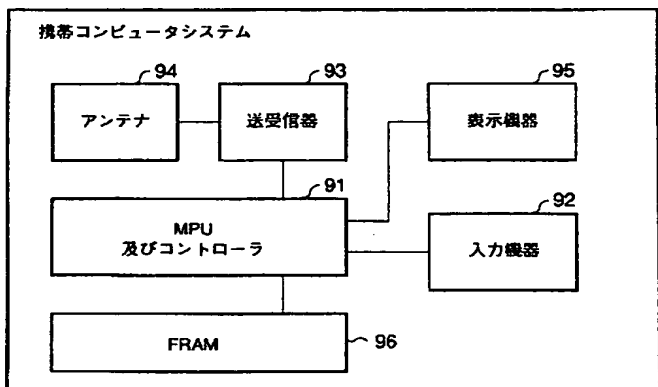 携帯コンピュータシステム
94
93
95
アンテナ
送受信器
表示機器
91
92
MPU
及びコントローラ
入力機器
FRAM
96